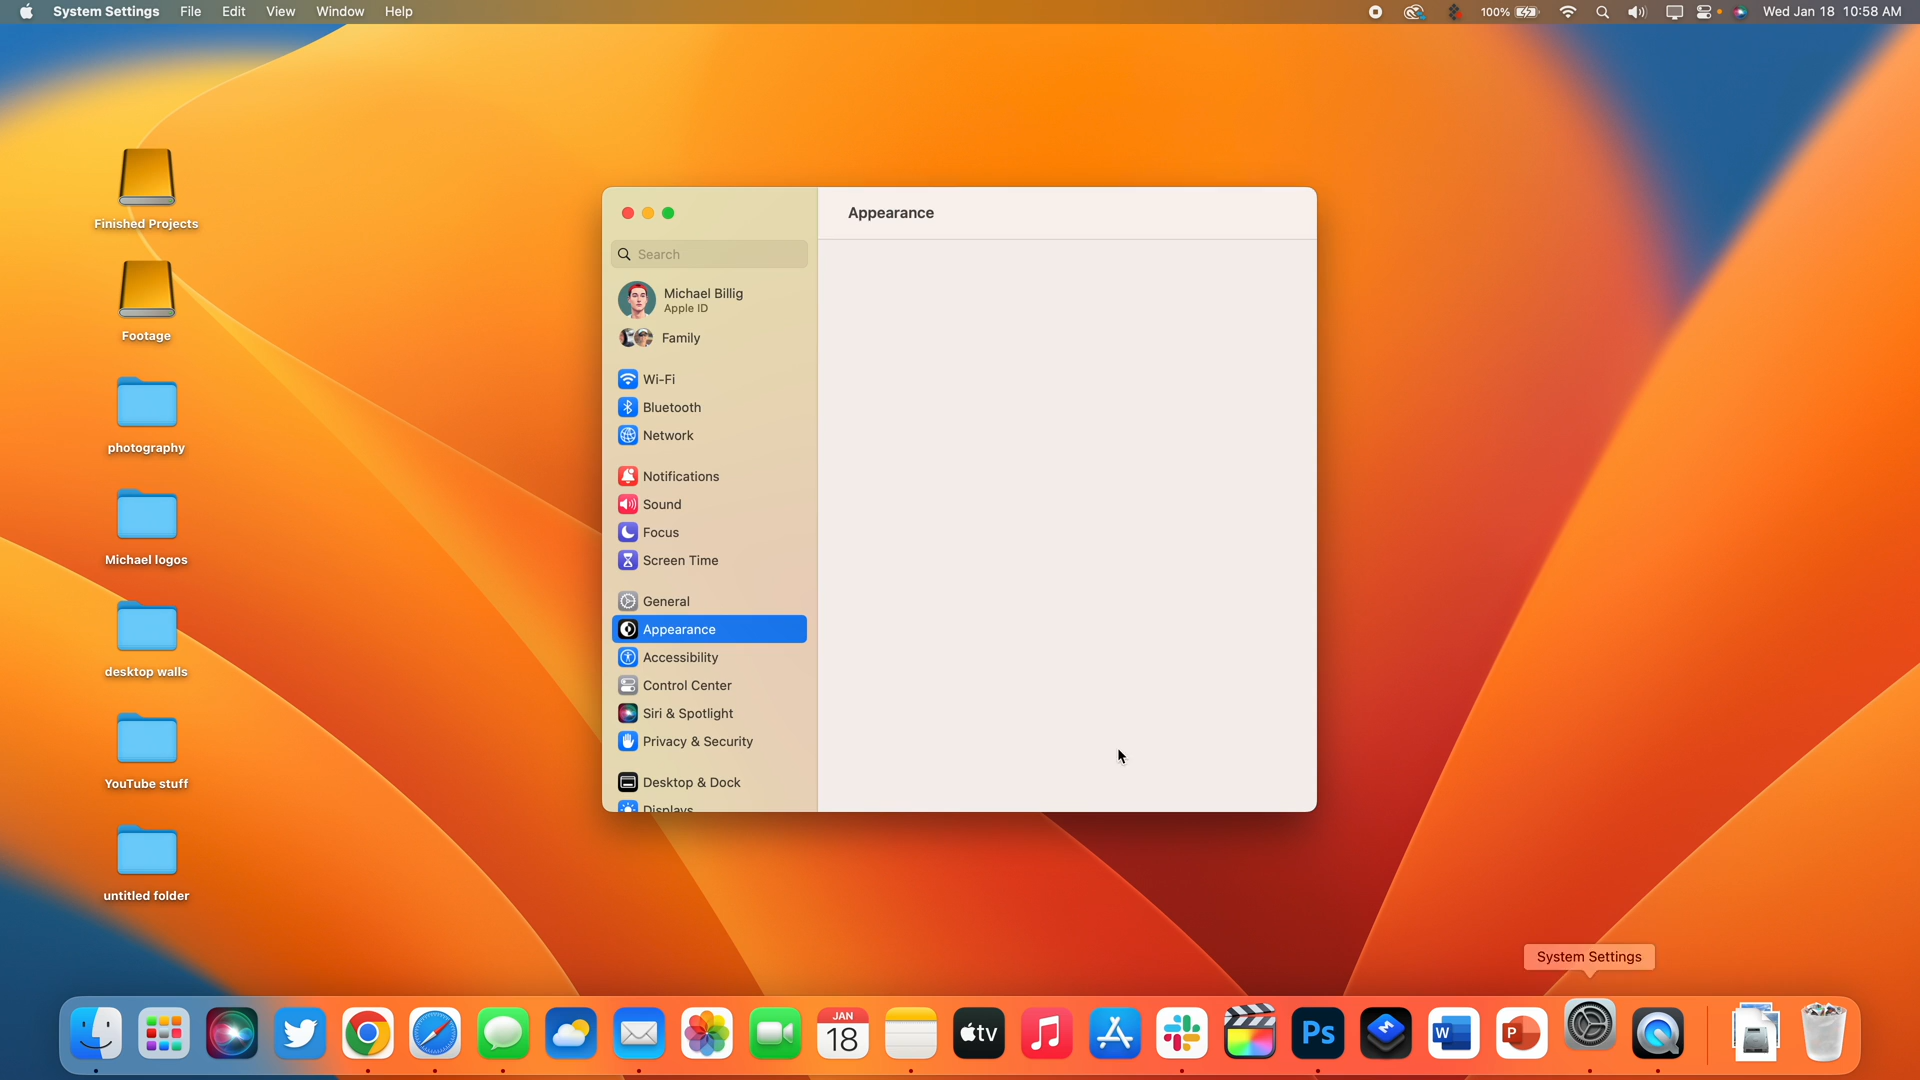 System Settings File Edit View Window Help
100% Wed Jan 18 10:58 AM
Finished Projects
Footage
photography
Michael logos
desktop walls
YouTube stuff
untitled folder
Search
Michael Billig
Apple ID
Family
Wi-Fi
Bluetooth
Network
Notifications
Sound
Focus
Screen Time
General
Appearance
Accessibility
Control Center
Siri & Spotlight
Privacy & Security
Desktop & Dock
Displays
Appearance
System Settings
JAN
18
tv
Ps
W
P